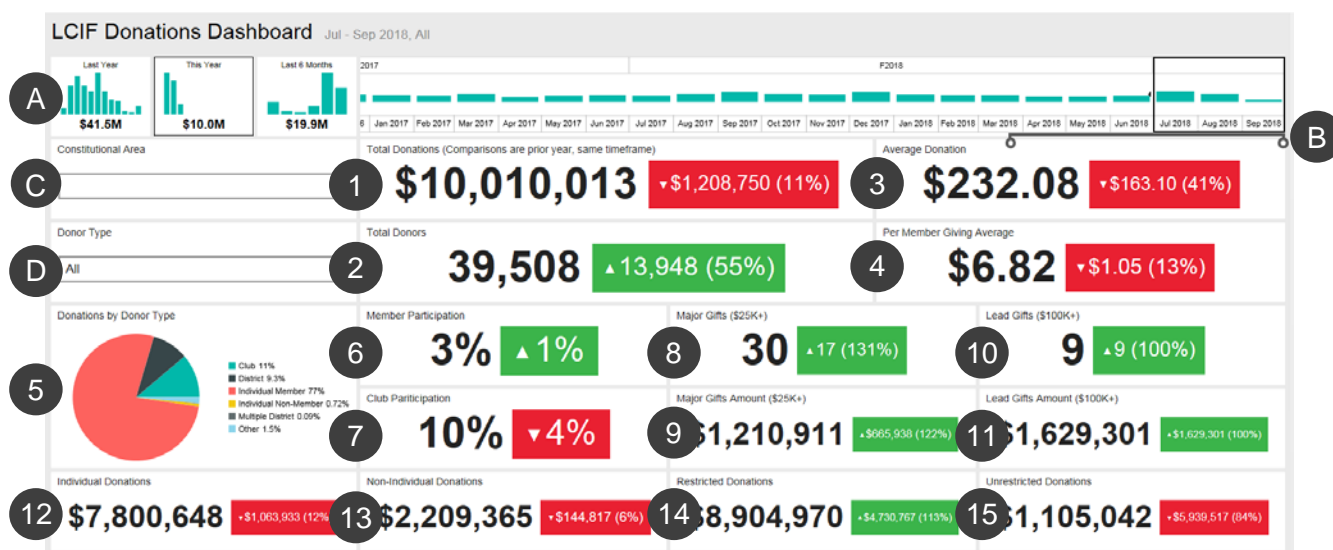 LCIF Donations Dashboard Jul - Sep 2018, All
Last Year
This Year
Last 6 Months
2017
F2018
A
$41.5M
$10.0M
$19.9M
6 Jan 2017 Feb 2017 Mar 2017 Apr 2017 May 2017 Jun 2017 Jul 2017 Aug 2017 Sep 2017 Oct 2017 Nov 2017 Dec 2017 Jan 2018 Feb 2018 Mar 2018 Apr 2018 May 2018 Jun 2018 Jul 2018 Aug 2018 Sep 2018
B
Constitutional Area
C
Total Donations (Comparisons are prior year, same timeframe)
1 $10,010,013 ▼$1,208,750 (11%)
Average Donation
3 $232.08 ▼$163.10 (41%)
Donor Type
D All
Total Donors
2 39,508 ▲13,948 (55%)
Per Member Giving Average
4 $6.82 ▼$1.05 (13%)
Donations by Donor Type
5
Club 11%
District 9.3%
Individual Member 77%
Individual Non-Member 0.72%
Multiple District 0.09%
Other 1.5%
Member Participation
6 3% ▲1%
Major Gifts ($25K+)
8 30 ▲17 (131%)
Lead Gifts ($100K+)
10 9 ▲9 (100%)
Club Pariticipation
7 10% ▼4%
Major Gifts Amount ($25K+)
9 $1,210,911 ▲$665,938 (122%)
Lead Gifts Amount ($100K+)
11 $1,629,301 ▲$1,629,301 (100%)
Individual Donations
12 $7,800,648 ▼$1,063,933 (12%
Non-Individual Donations
13 $2,209,365 ▼$144,817 (6%)
Restricted Donations
14 $8,904,970 ▲$4,730,767 (113%)
Unrestricted Donations
15 $1,105,042 ▼$5,939,517 (84%)